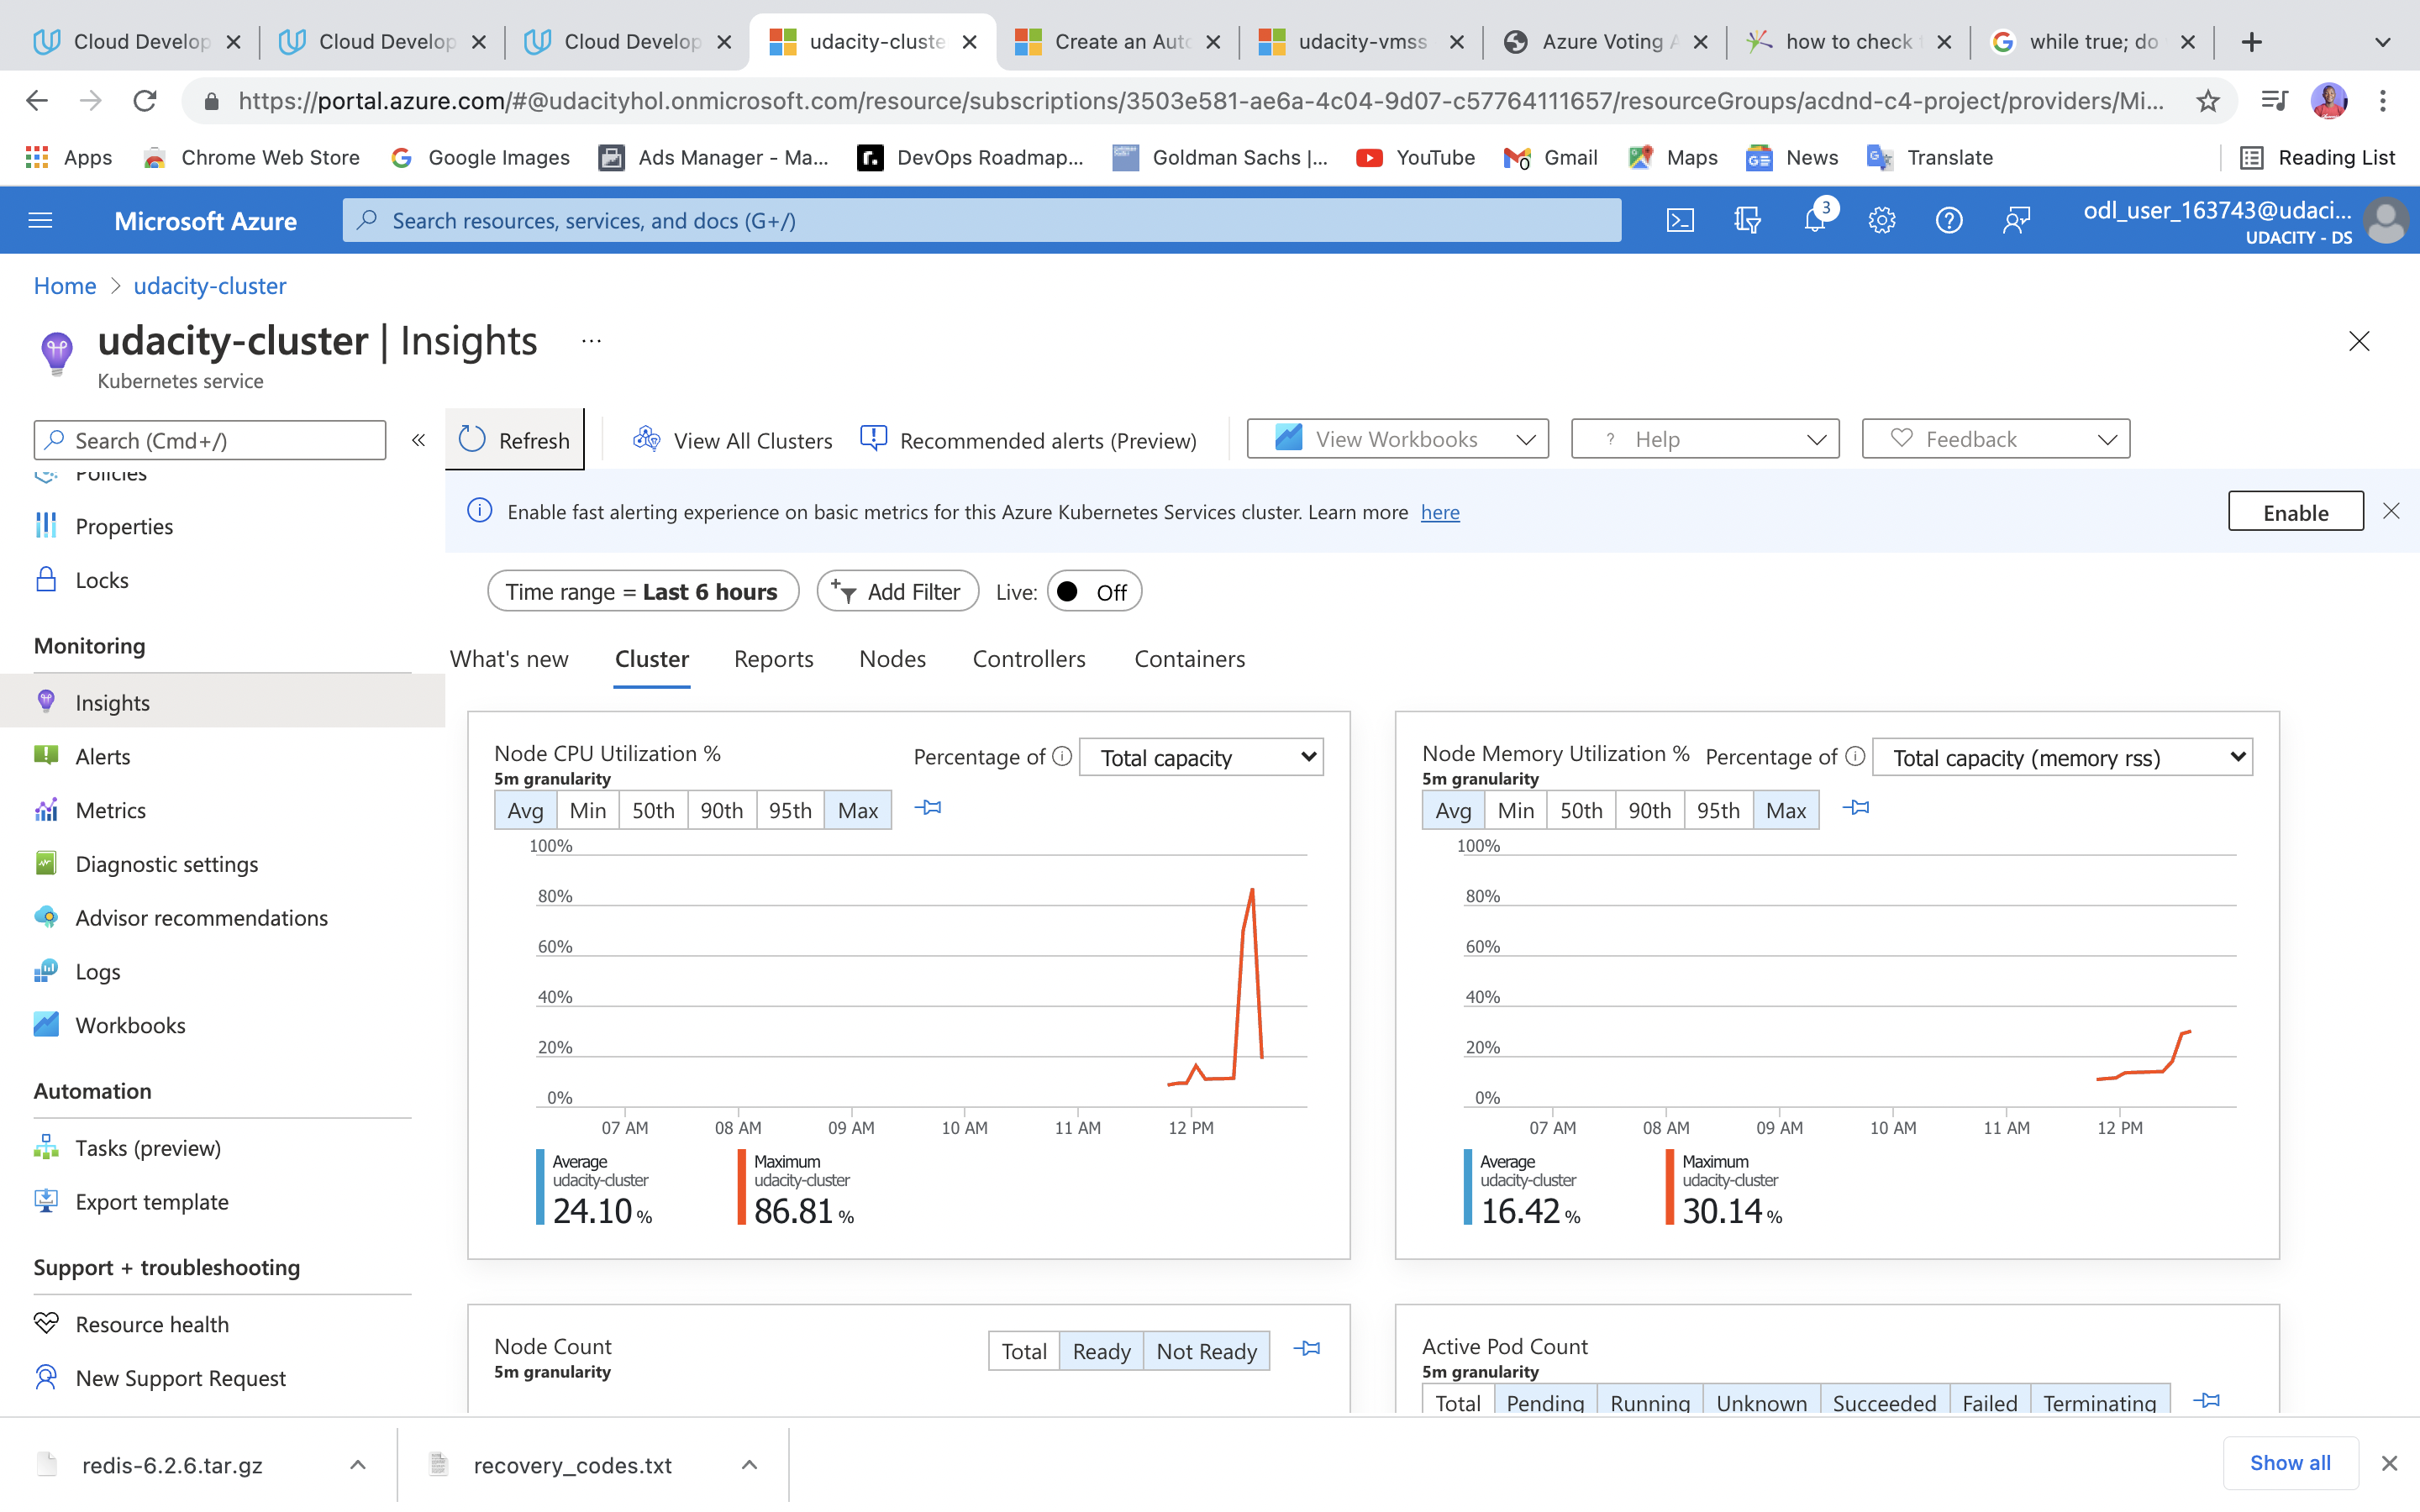 Cloud Develop
Cloud Develop
Cloud Develop
udacity-cluste
Create an Auto
udacity-vmss
Azure Voting A
how to check
while true; do
https://portal.azure.com/#@udacityhol.onmicrosoft.com/resource/subscriptions/3503e581-ae6a-4c04-9d07-c57764111657/resourceGroups/acdnd-c4-project/providers/Mi...
Apps
Chrome Web Store
Google Images
Ads Manager - Ma...
DevOps Roadmap...
Goldman Sachs |...
YouTube
Gmail
Maps
News
Translate
Reading List
Microsoft Azure
Search resources, services, and docs (G+/)
3
odl_user_163743@udaci...
UDACITY - DS
Home > udacity-cluster
udacity-cluster | Insights ...
Kubernetes service
Search (Cmd+/)
«
Refresh
View All Clusters
Recommended alerts (Preview)
View Workbooks
? Help
Feedback
Policies
Properties
Locks
Monitoring
Insights
Alerts
Metrics
Diagnostic settings
Advisor recommendations
Logs
Workbooks
Automation
Tasks (preview)
Export template
Support + troubleshooting
Resource health
New Support Request
Enable fast alerting experience on basic metrics for this Azure Kubernetes Services cluster. Learn more here
Enable
Time range = Last 6 hours
Add Filter
Live: Off
What's new
Cluster
Reports
Nodes
Controllers
Containers
Node CPU Utilization %
5m granularity
Percentage of
Total capacity
Avg Min 50th 90th 95th Max
100%
80%
60%
40%
20%
0%
07 AM 08 AM 09 AM 10 AM 11 AM 12 PM
Average
udacity-cluster
24.10 %
Maximum
udacity-cluster
86.81 %
Node Memory Utilization %
5m granularity
Percentage of
Total capacity (memory rss)
Avg Min 50th 90th 95th Max
100%
80%
60%
40%
20%
0%
07 AM 08 AM 09 AM 10 AM 11 AM 12 PM
Average
udacity-cluster
16.42 %
Maximum
udacity-cluster
30.14 %
Node Count
5m granularity
Total Ready Not Ready
Active Pod Count
5m granularity
Total Pending Running Unknown Succeeded Failed Terminating
redis-6.2.6.tar.gz
recovery_codes.txt
Show all